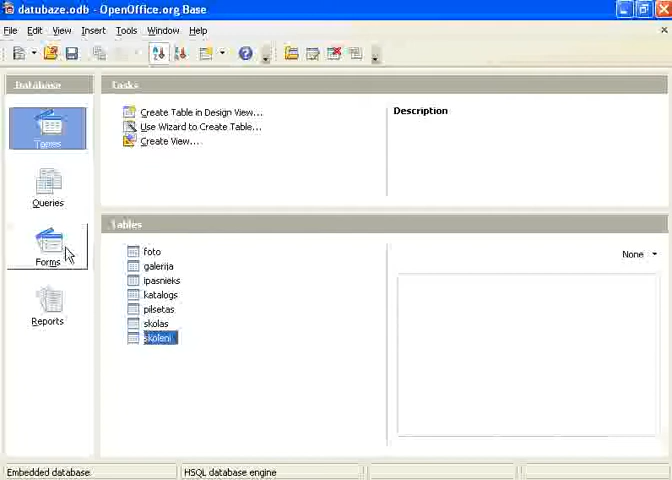 datubaze.odb - OpenOffice.org Base
File Edit View Insert Tools Window Help
Database
Tasks
Create Table in Design View...
Use Wizard to Create Table...
Create View...
Description
Queries
Forms
Reports
Tables
foto
galerija
ipasnieks
katalogs
pilsetas
skolas
skoleni
None
Embedded database
HSQL database engine